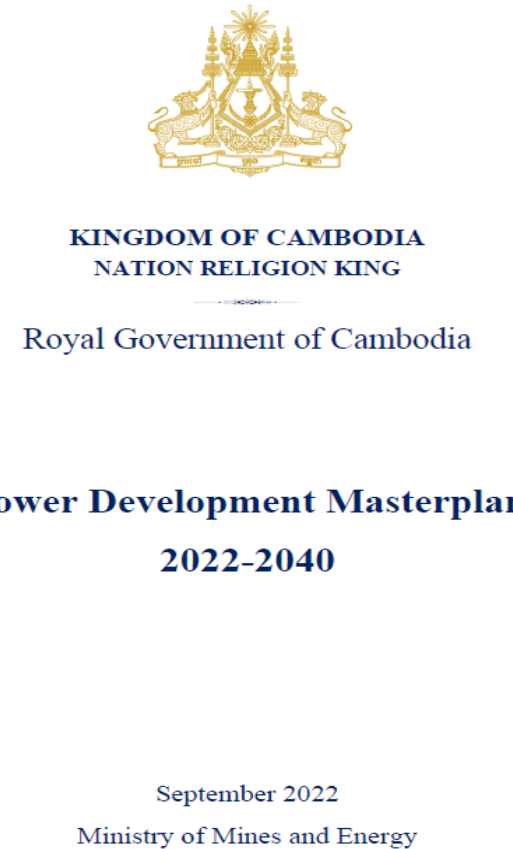 KINGDOM OF CAMBODIA
NATION RELIGION KING
Royal Government of Cambodia
ower Development Masterplan
2022-2040
September 2022
Ministry of Mines and Energy